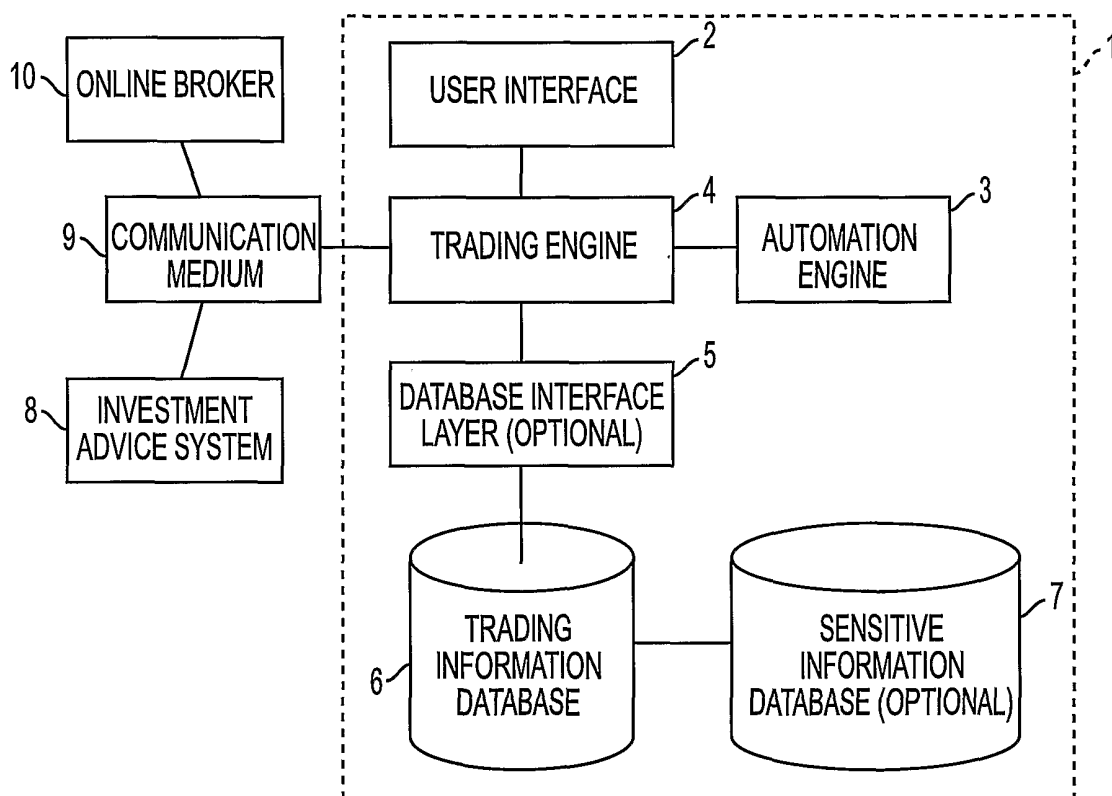 10
ONLINE BROKER
2
USER INTERFACE
1
9
COMMUNICATION
MEDIUM
4
TRADING ENGINE
3
AUTOMATION
ENGINE
8
INVESTMENT
ADVICE SYSTEM
5
DATABASE INTERFACE
LAYER (OPTIONAL)
6
TRADING
INFORMATION
DATABASE
7
SENSITIVE
INFORMATION
DATABASE (OPTIONAL)